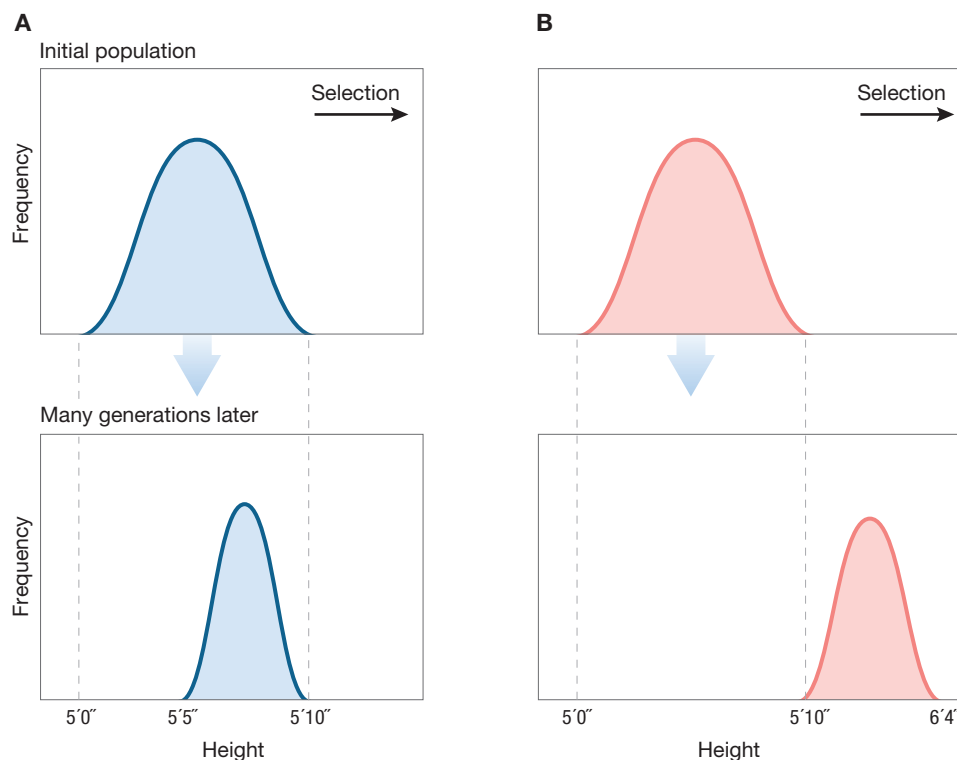 A
Initial population
Selection
Frequency
Many generations later
Frequency
5′0″
5′5″
5′10″
Height
B
Selection
5′0″
5′10″
6′4″
Height